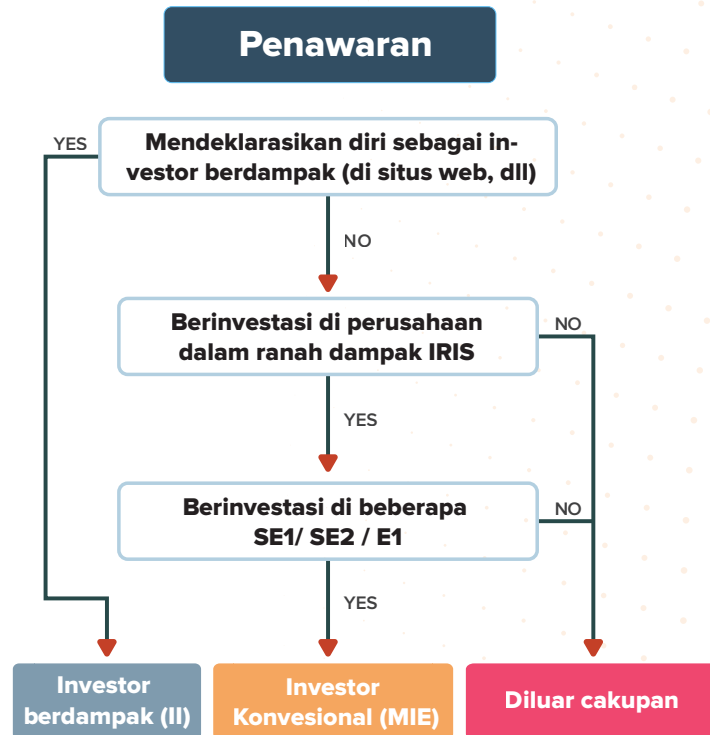 Penawaran
YES
Mendeklarasikan diri sebagai in-
vestor berdampak (di situs web, dll)
NO
Berinvestasi di perusahaan
dalam ranah dampak IRIS
NO
YES
Berinvestasi di beberapa
SE1/ SE2 / E1
NO
YES
Investor
berdampak (II)
Investor
Konvesional (MIE)
Diluar cakupan